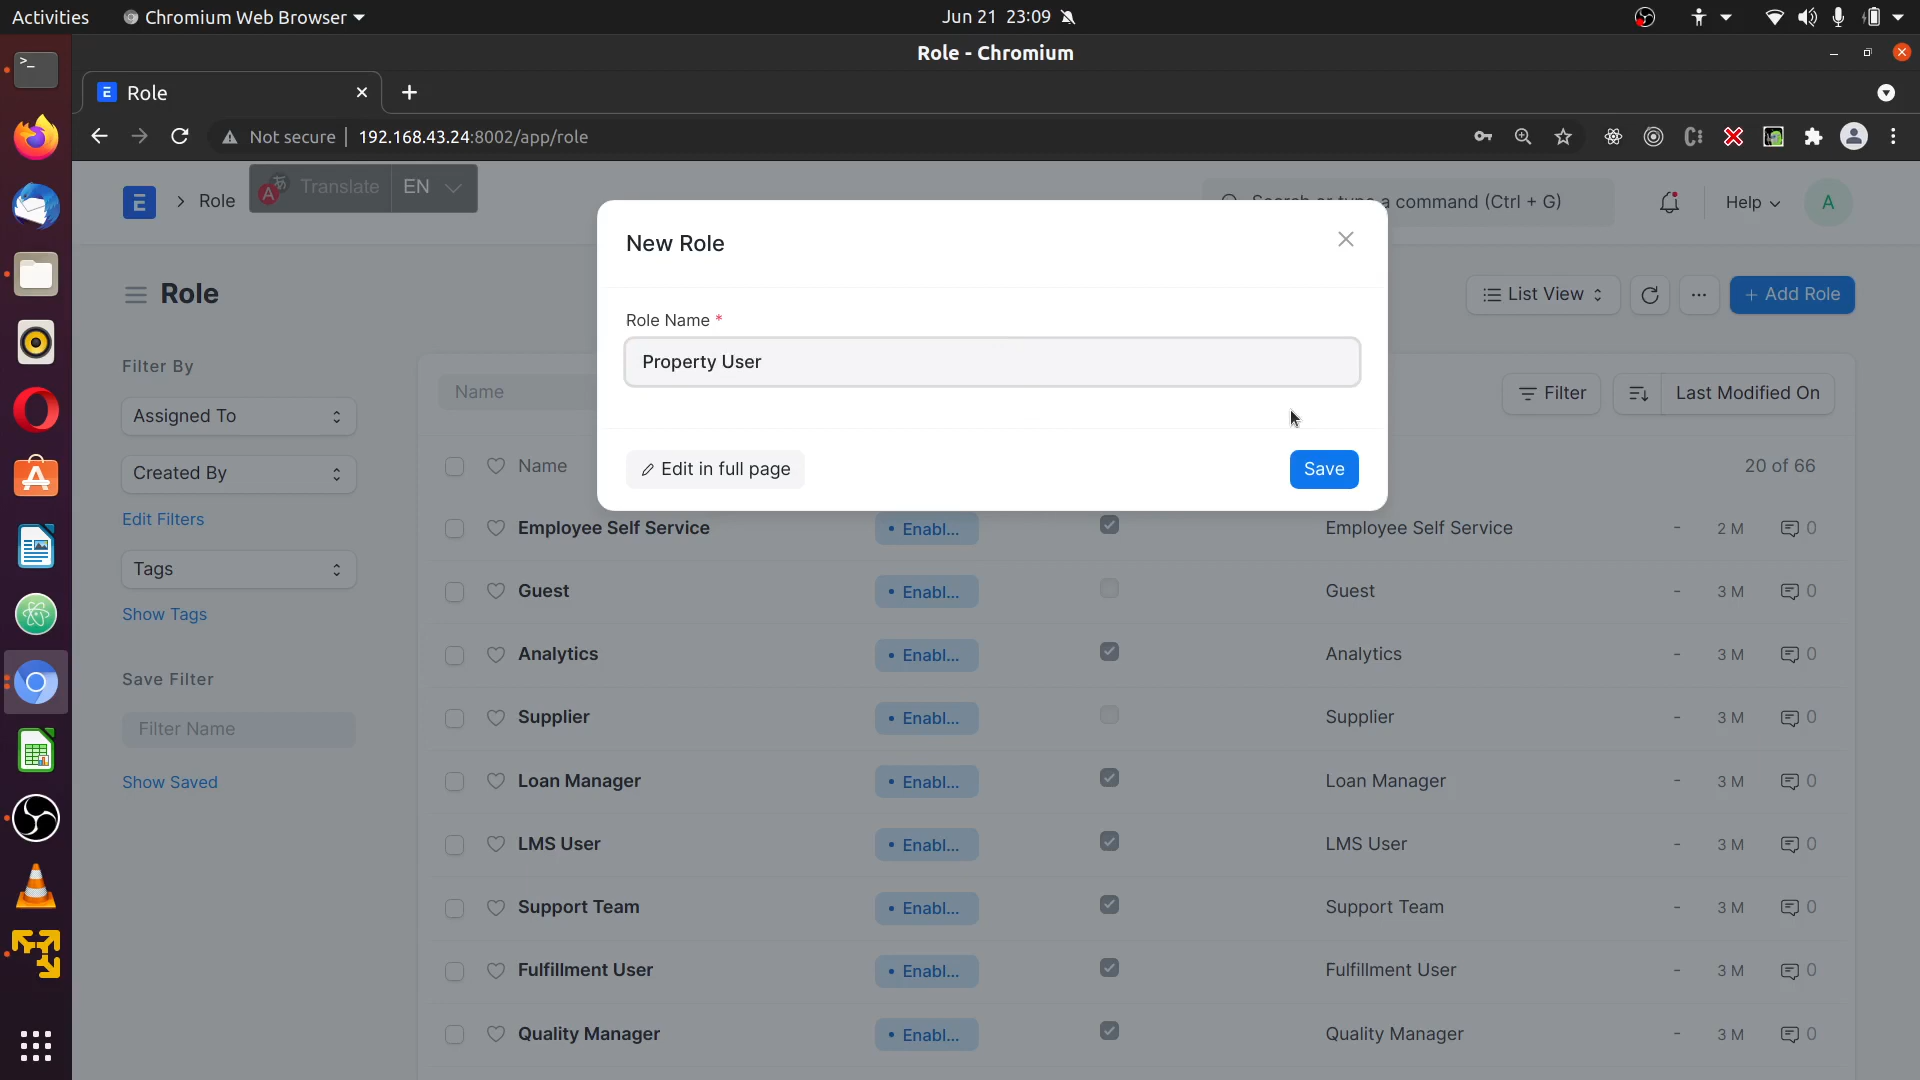 Activities
Chromium Web Browser
Jun 21 23:09
Role - Chromium
Role
Not secure
192.168.43.24:8002/app/role
E
Role
Translate
EN
a command (Ctrl + G)
Help
A
New Role
Role
List View
Add Role
Role Name *
Property User
Filter By
Assigned To
Name
Filter
Last Modified On
Created By
Edit in full page
Save
Name
20 of 66
Edit Filters
Employee Self Service
Enabl...
Employee Self Service
-
2 M
0
Tags
Guest
Enabl...
Guest
-
3 M
0
Show Tags
Analytics
Enabl...
Analytics
-
3 M
0
Save Filter
Supplier
Enabl...
Supplier
-
3 M
0
Filter Name
Loan Manager
Enabl...
Loan Manager
-
3 M
0
Show Saved
LMS User
Enabl...
LMS User
-
3 M
0
Support Team
Enabl...
Support Team
-
3 M
0
Fulfillment User
Enabl...
Fulfillment User
-
3 M
0
Quality Manager
Enabl...
Quality Manager
-
3 M
0